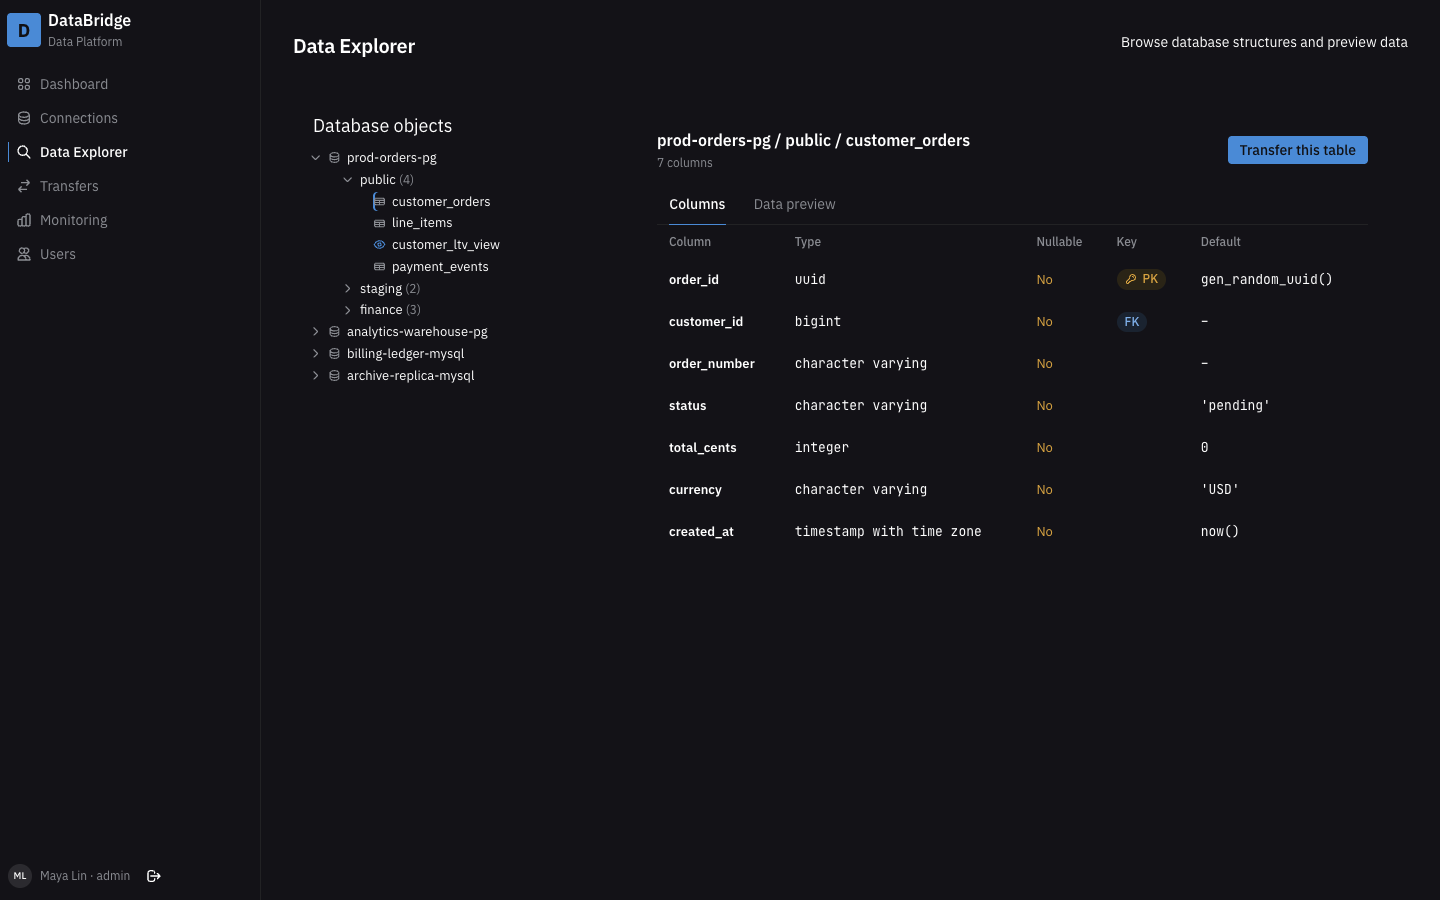 D
DataBridge
Data Platform
Dashboard
Connections
Data Explorer
Transfers
Monitoring
Users
ML Maya Lin · admin
Data Explorer
Browse database structures and preview data
Database objects
prod-orders-pg
public (4)
customer_orders
line_items
customer_ltv_view
payment_events
staging (2)
finance (3)
analytics-warehouse-pg
billing-ledger-mysql
archive-replica-mysql
prod-orders-pg / public / customer_orders
7 columns
Transfer this table
Columns Data preview
Column Type Nullable Key Default
order_id uuid No PK gen_random_uuid()
customer_id bigint No FK –
order_number character varying No –
status character varying No 'pending'
total_cents integer No 0
currency character varying No 'USD'
created_at timestamp with time zone No now()